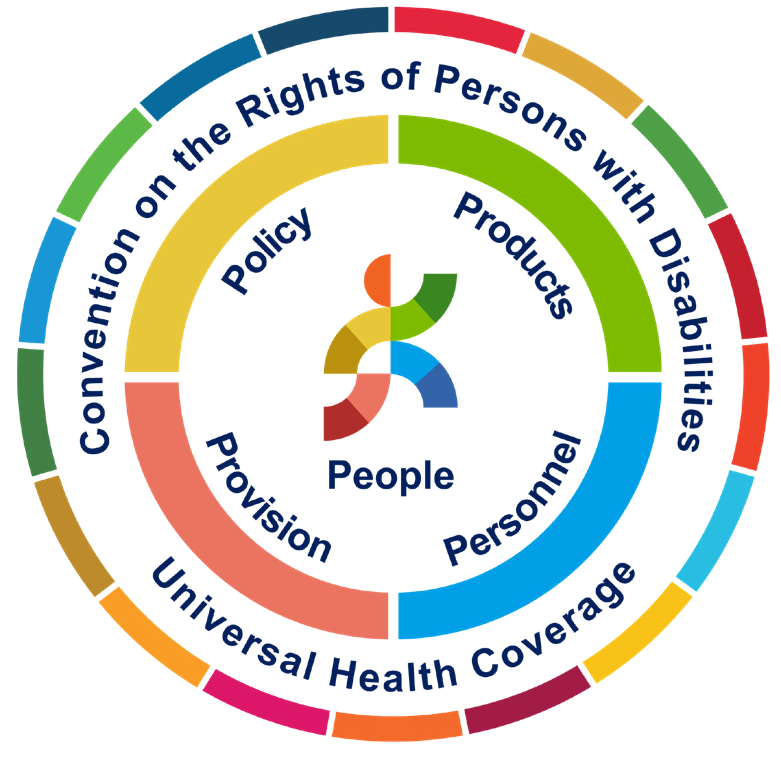 Convention on the Rights of Persons with Disabilities
Policy
Products
People
Provision
Personnel
Universal Health Coverage